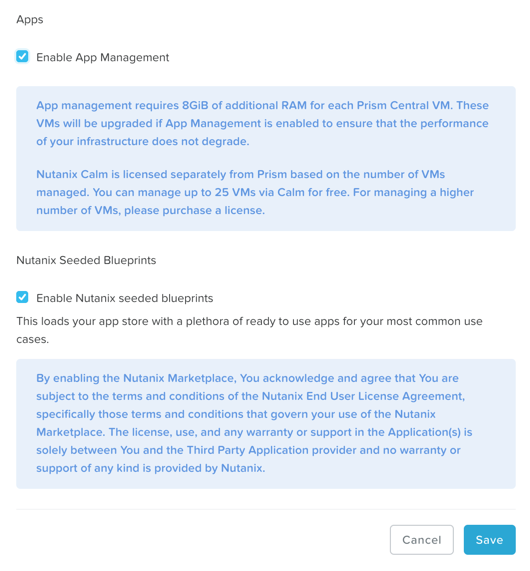 Apps
Enable App Management
App management requires 8GiB of additional RAM for each Prism Central VM. These
VMs will be upgraded if App Management is enabled to ensure that the performance
of your infrastructure does not degrade.
Nutanix Calm is licensed separately from Prism based on the number of VMs
managed. You can manage up to 25 VMs via Calm for free. For managing a higher
number of VMs, please purchase a license.
Nutanix Seeded Blueprints
Enable Nutanix seeded blueprints
This loads your app store with a plethora of ready to use apps for your most common use
cases.
By enabling the Nutanix Marketplace, You acknowledge and agree that You are
subject to the terms and conditions of the Nutanix End User License Agreement,
specifically those terms and conditions that govern your use of the Nutanix
Marketplace. The license, use, and any warranty or support in the Application(s) is
solely between You and the Third Party Application provider and no warranty or
support of any kind is provided by Nutanix.
Cancel
Save